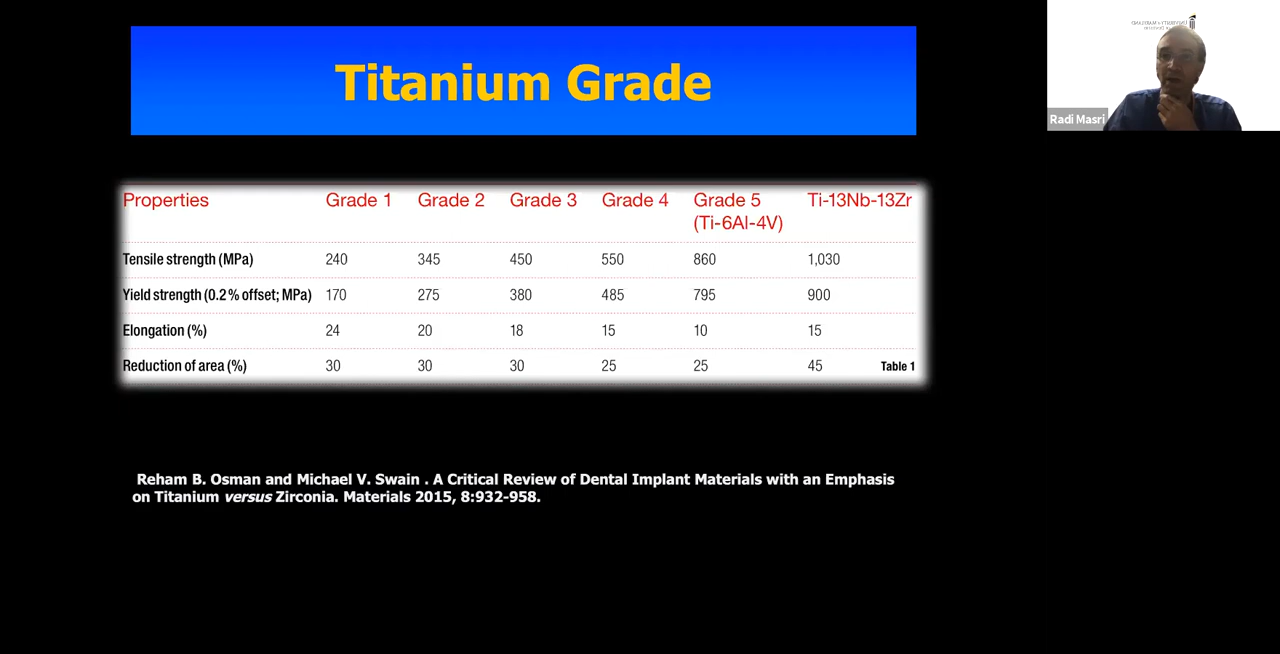 Titanium Grade
Properties Grade 1 Grade 2 Grade 3 Grade 4 Grade 5 Ti-13Nb-13Zr
(Ti-6Al-4V)
Tensile strength (MPa) 240 345 450 550 860 1,030
Yield strength (0.2 % offset; MPa) 170 275 380 485 795 900
Elongation (%) 24 20 18 15 10 15
Reduction of area (%) 30 30 30 25 25 45 Table 1
Reham B. Osman and Michael V. Swain . A Critical Review of Dental Implant Materials with an Emphasis
on Titanium versus Zirconia. Materials 2015, 8:932-958.
UNIVERSITY of MARYLAND
Radi Masri